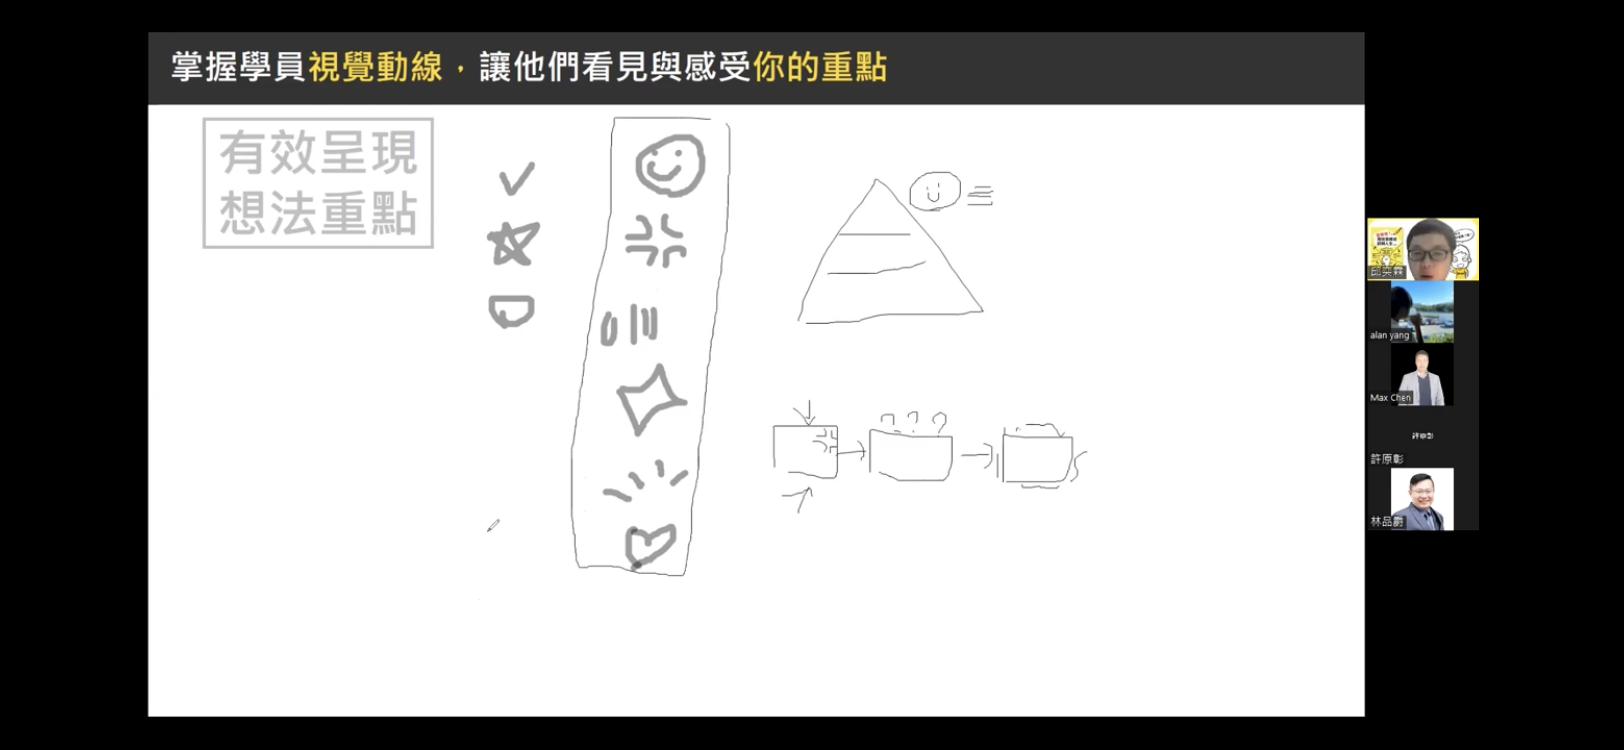 掌握學員視覺動線，讓他們看見與感受你的重點
有效呈現
想法重點
? ? ?
邱奕霖
alan yang
Max Chen
許原彰
許原彰
林品爵